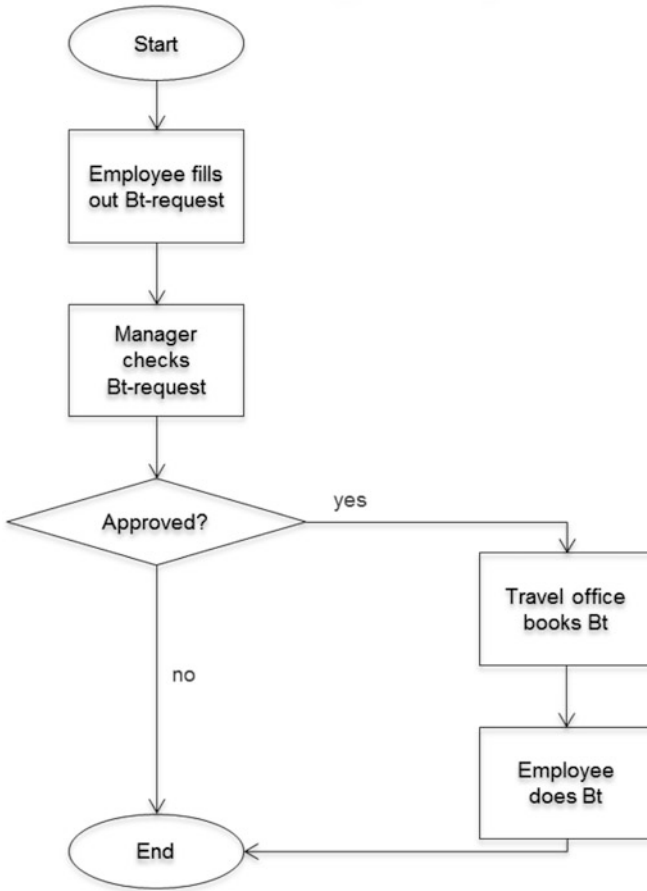 Start
Employee fills
out Bt-request
Manager
checks
Bt-request
Approved?
yes
Travel office
books Bt
no
Employee
does Bt
End